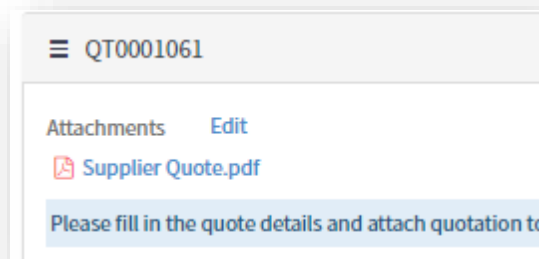 QT0001061
Attachments Edit
Supplier Quote.pdf
Please fill in the quote details and attach quotation to